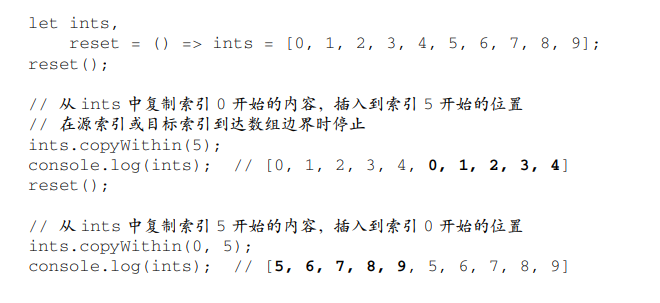 let ints,
    reset = () => ints = [0, 1, 2, 3, 4, 5, 6, 7, 8, 9];
reset();
// 从 ints 中复制索引 0 开始的内容，插入到索引 5 开始的位置
// 在源索引或目标索引到达数组边界时停止
ints.copyWithin(5);
console.log(ints);  // [0, 1, 2, 3, 4, 0, 1, 2, 3, 4]
reset();
// 从 ints 中复制索引 5 开始的内容，插入到索引 0 开始的位置
ints.copyWithin(0, 5);
console.log(ints);  // [5, 6, 7, 8, 9, 5, 6, 7, 8, 9]